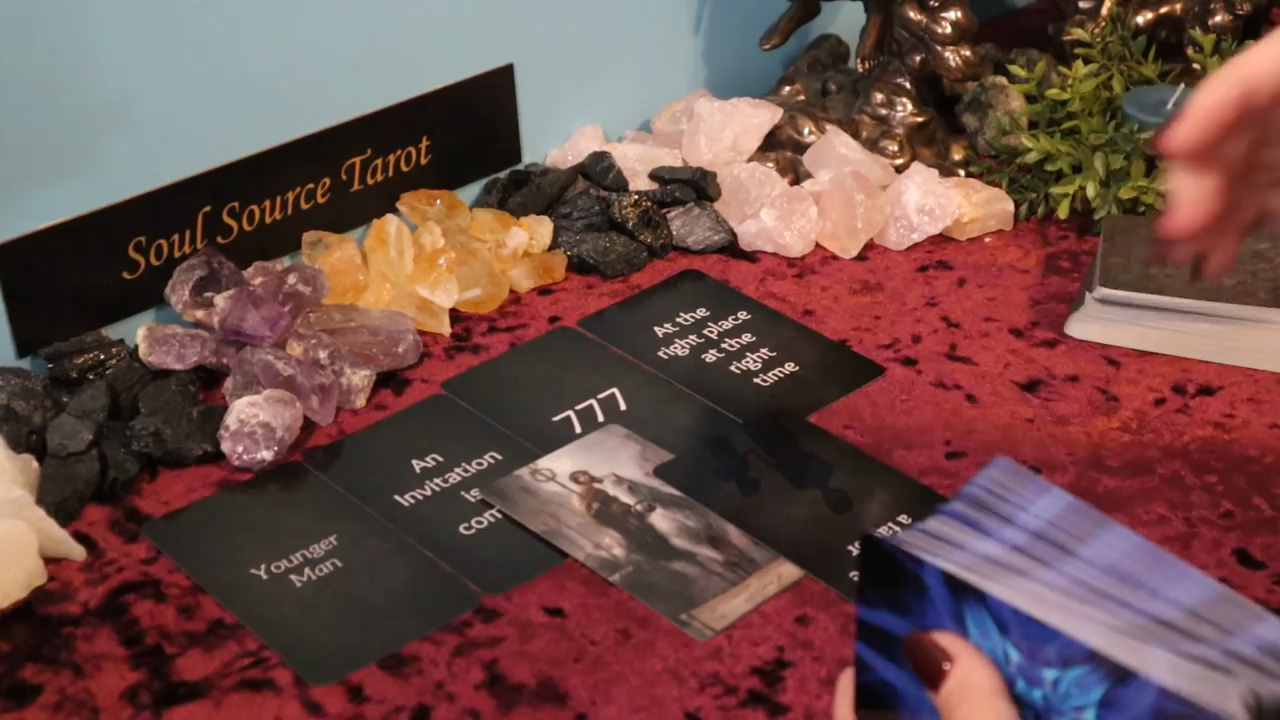 Soul Source Tarot
At the
right place
at the
right
time
777
An
Invitation
is
Younger
Man